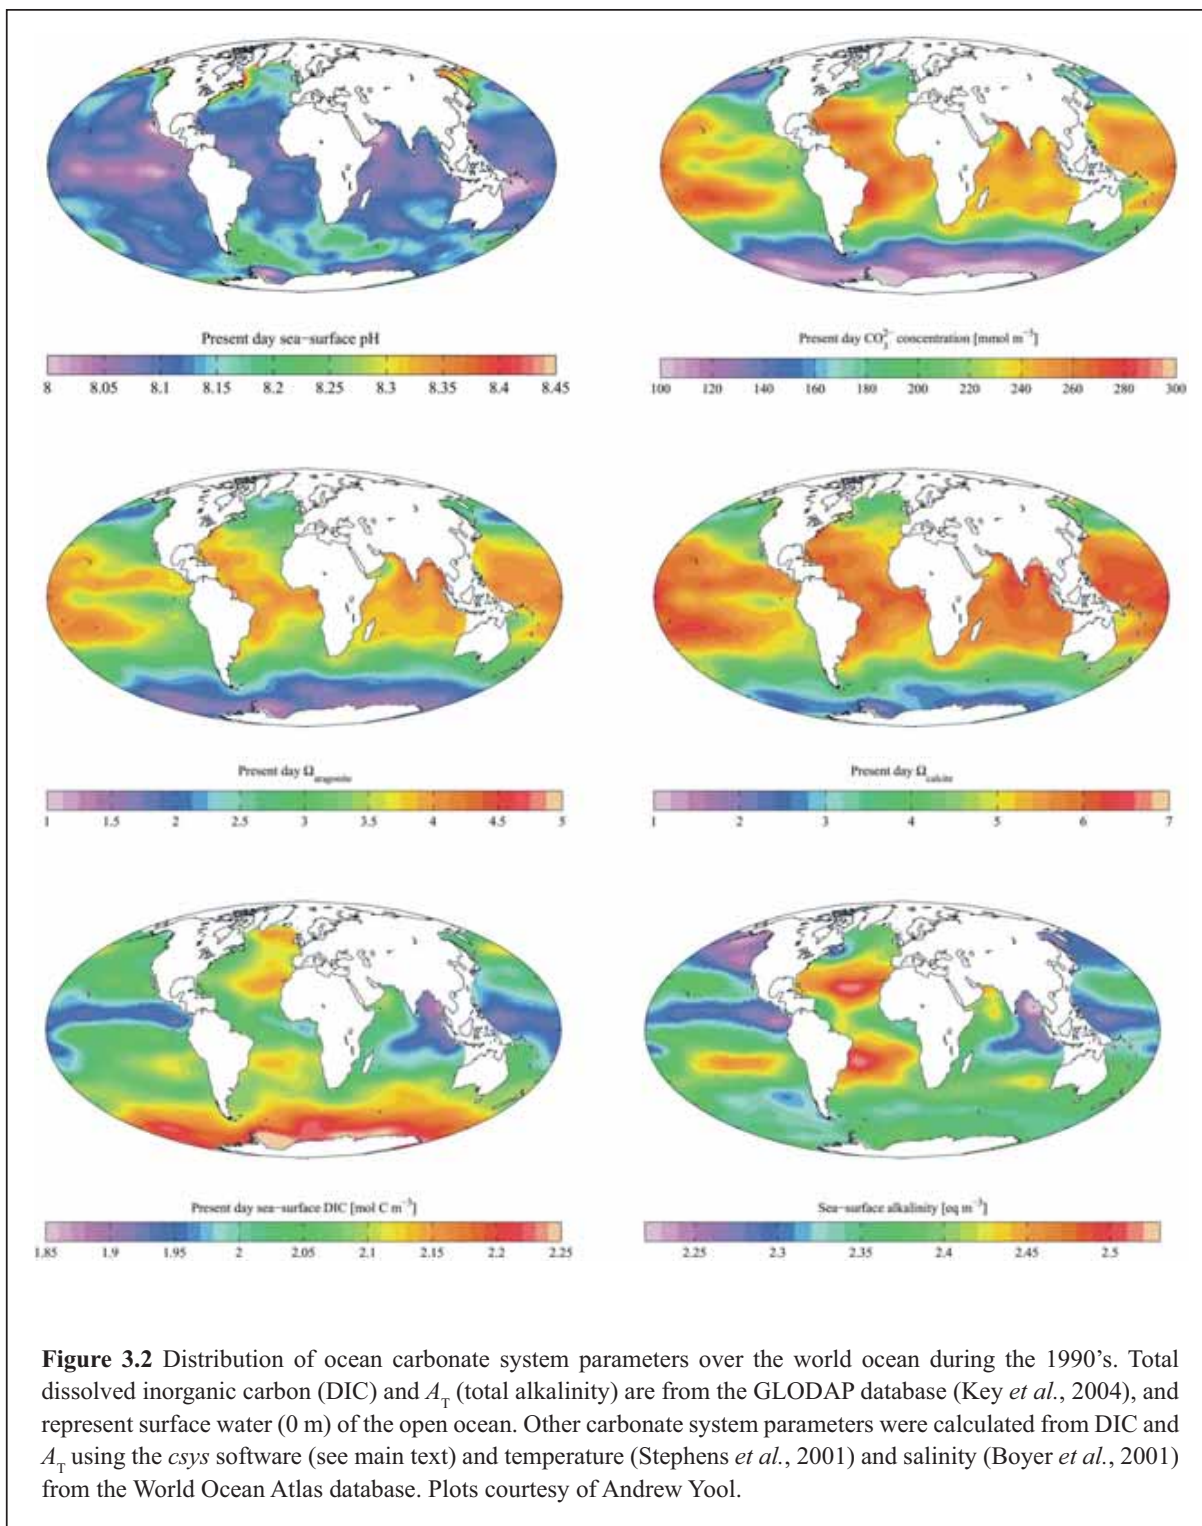 Present day sea-surface pH
8 8.05 8.1 8.15 8.2 8.25 8.3 8.35 8.4 8.45
Present day CO₃²⁻ concentration [mmol m⁻³]
100 120 140 160 180 200 220 240 260 280 300
Present day Ω aragonite
1 1.5 2 2.5 3 3.5 4 4.5 5
Present day Ω calcite
1 2 3 4 5 6 7
Present day sea-surface DIC [mol C m⁻³]
1.85 1.9 1.95 2 2.05 2.1 2.15 2.2 2.25
Sea-surface alkalinity [eq m⁻³]
2.25 2.3 2.35 2.4 2.45 2.5
Figure 3.2 Distribution of ocean carbonate system parameters over the world ocean during the 1990's. Total
dissolved inorganic carbon (DIC) and A_T (total alkalinity) are from the GLODAP database (Key et al., 2004), and
represent surface water (0 m) of the open ocean. Other carbonate system parameters were calculated from DIC and
A_T using the csys software (see main text) and temperature (Stephens et al., 2001) and salinity (Boyer et al., 2001)
from the World Ocean Atlas database. Plots courtesy of Andrew Yool.